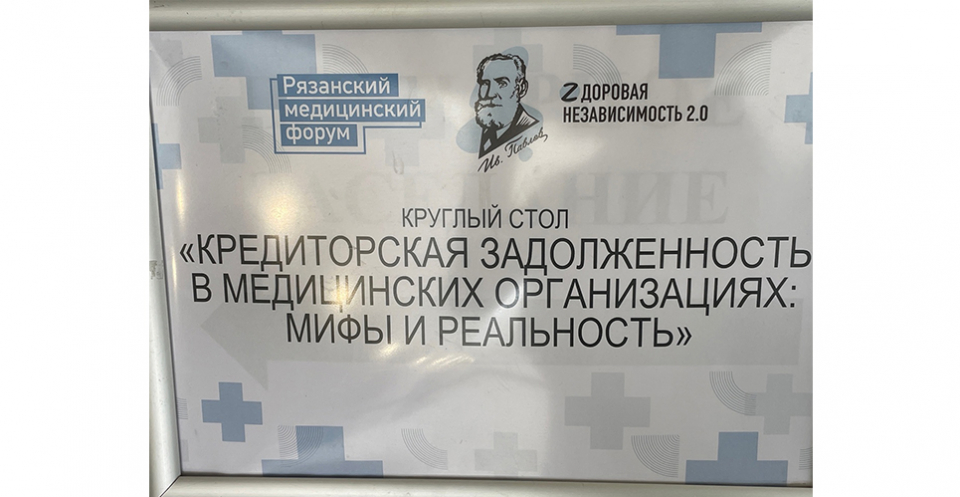 Рязанский
медицинский
форум
Ив. Павлов
ZДОРОВАЯ
НЕЗАВИСИМОСТЬ 2.0
КРУГЛЫЙ СТОЛ
«КРЕДИТОРСКАЯ ЗАДОЛЖЕННОСТЬ
В МЕДИЦИНСКИХ ОРГАНИЗАЦИЯХ:
МИФЫ И РЕАЛЬНОСТЬ»